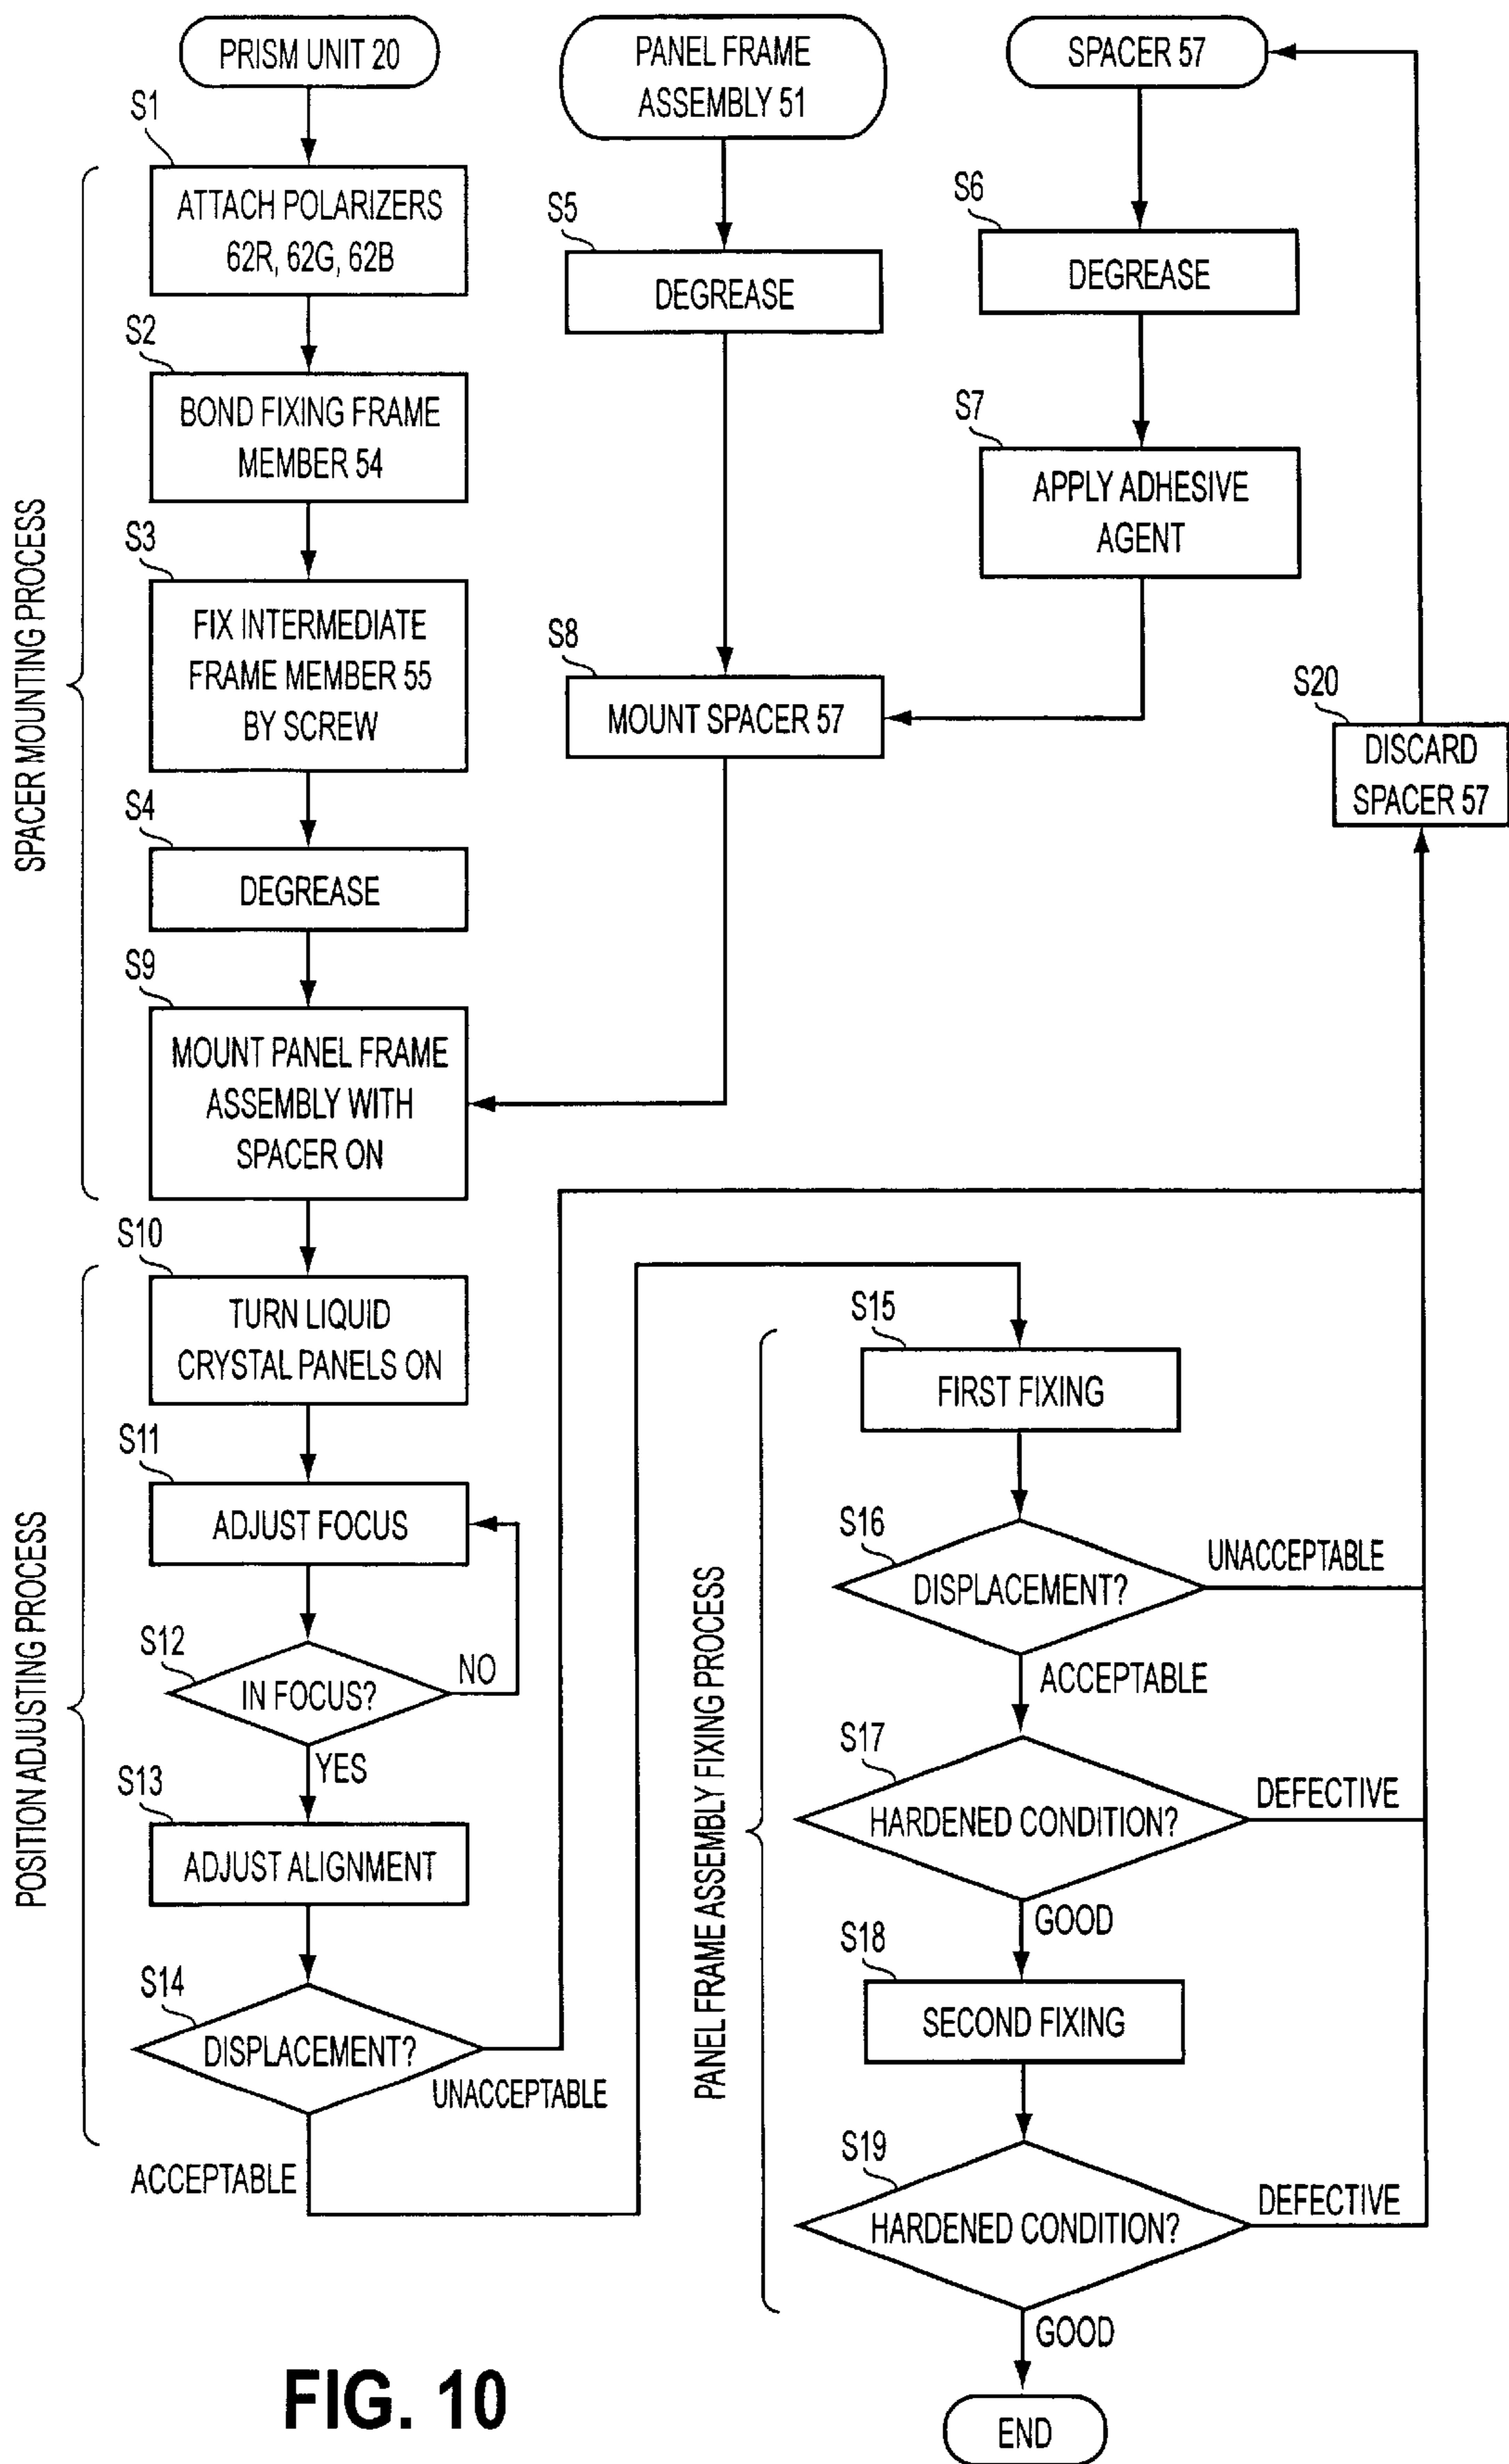 PRISM UNIT 20
S1
ATTACH POLARIZERS
62R, 62G, 62B
S2
BOND FIXING FRAME
MEMBER 54
S3
FIX INTERMEDIATE
FRAME MEMBER 55
BY SCREW
S4
DEGREASE
S9
MOUNT PANEL FRAME
ASSEMBLY WITH
SPACER ON
SPACER MOUNTING PROCESS
PANEL FRAME
ASSEMBLY 51
S5
DEGREASE
S8
MOUNT SPACER 57
SPACER 57
S6
DEGREASE
S7
APPLY ADHESIVE
AGENT
S20
DISCARD
SPACER 57
S10
TURN LIQUID
CRYSTAL PANELS ON
S11
ADJUST FOCUS
S12
IN FOCUS?
NO
YES
S13
ADJUST ALIGNMENT
S14
DISPLACEMENT?
UNACCEPTABLE
ACCEPTABLE
POSITION ADJUSTING PROCESS
S15
FIRST FIXING
S16
DISPLACEMENT?
UNACCEPTABLE
ACCEPTABLE
S17
HARDENED CONDITION?
DEFECTIVE
GOOD
S18
SECOND FIXING
S19
HARDENED CONDITION?
DEFECTIVE
GOOD
END
PANEL FRAME ASSEMBLY FIXING PROCESS
FIG. 10